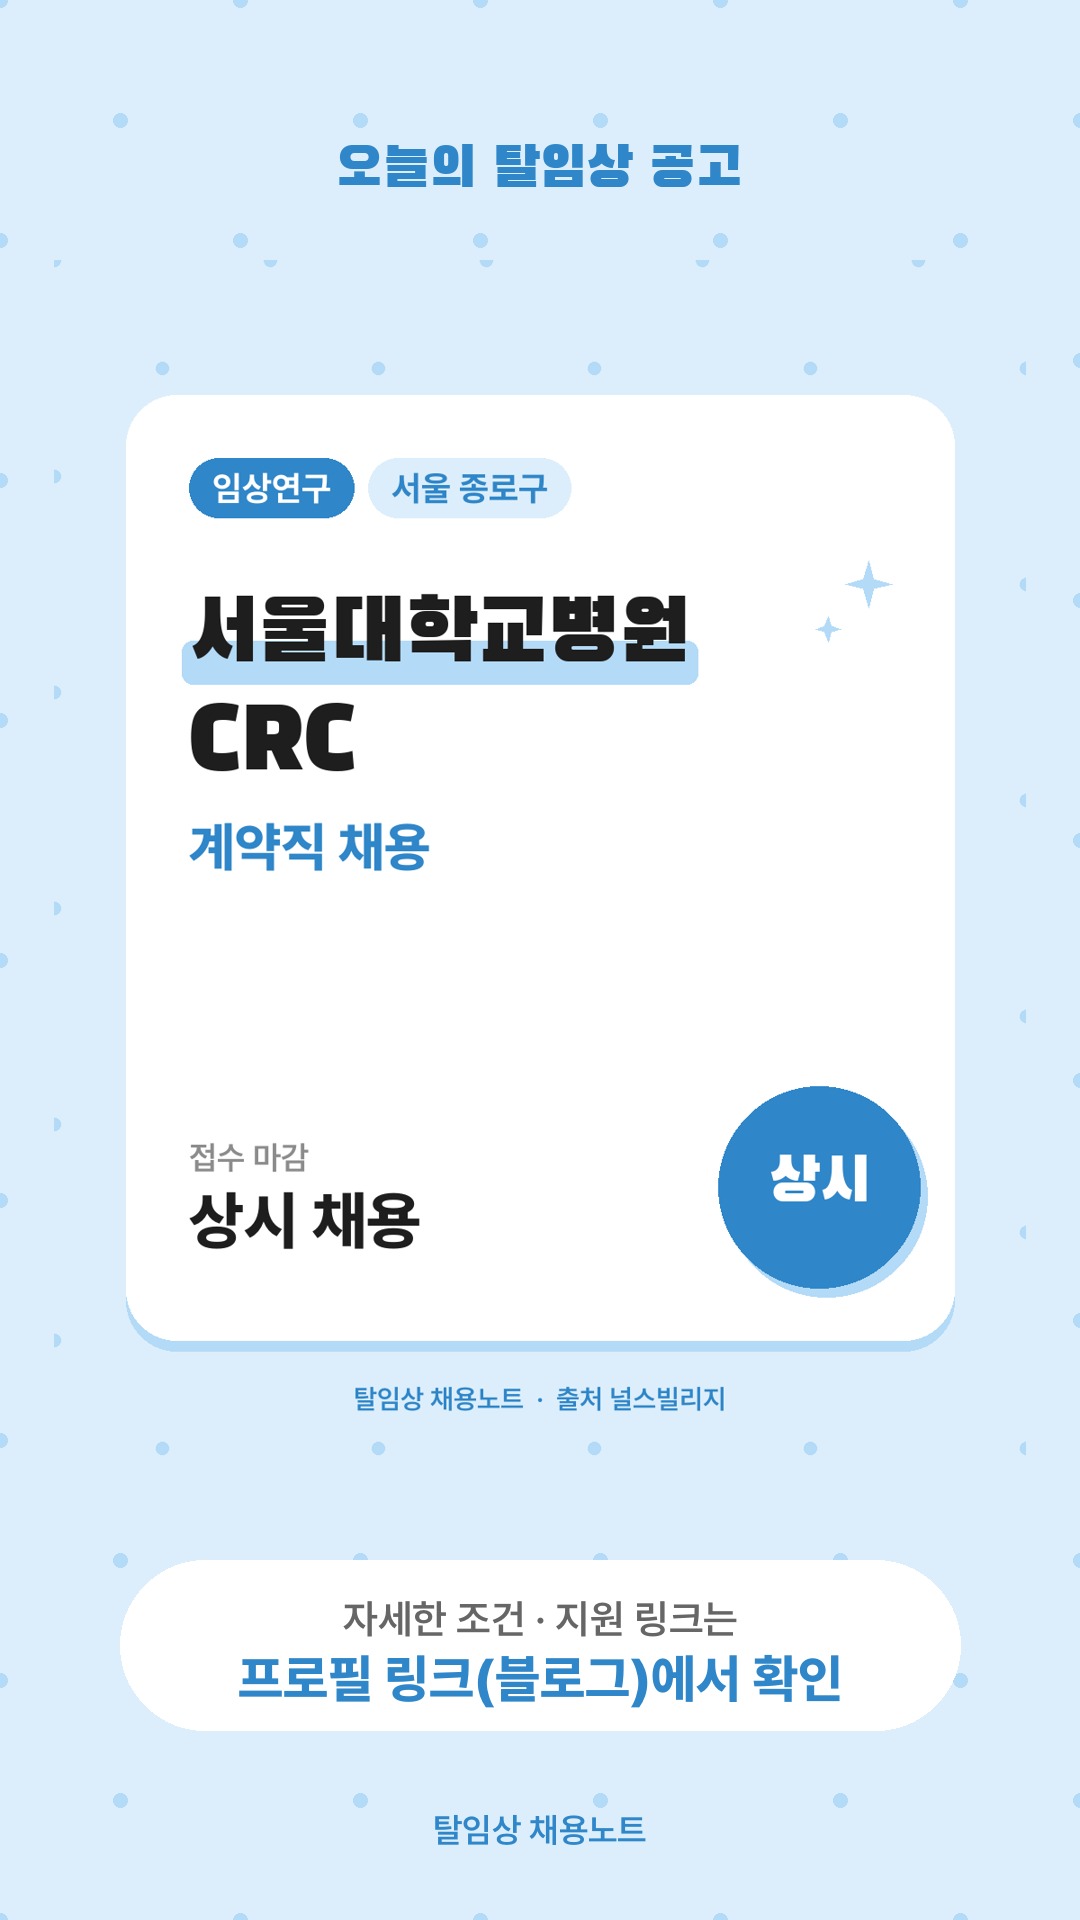 오늘의 탈임상 공고
임상연구
서울 종로구
서울대학교병원
CRC
계약직 채용
접수 마감
상시 채용
상시
탈임상 채용노트 · 출처 널스빌리지
자세한 조건 · 지원 링크는
프로필 링크(블로그)에서 확인
탈임상 채용노트